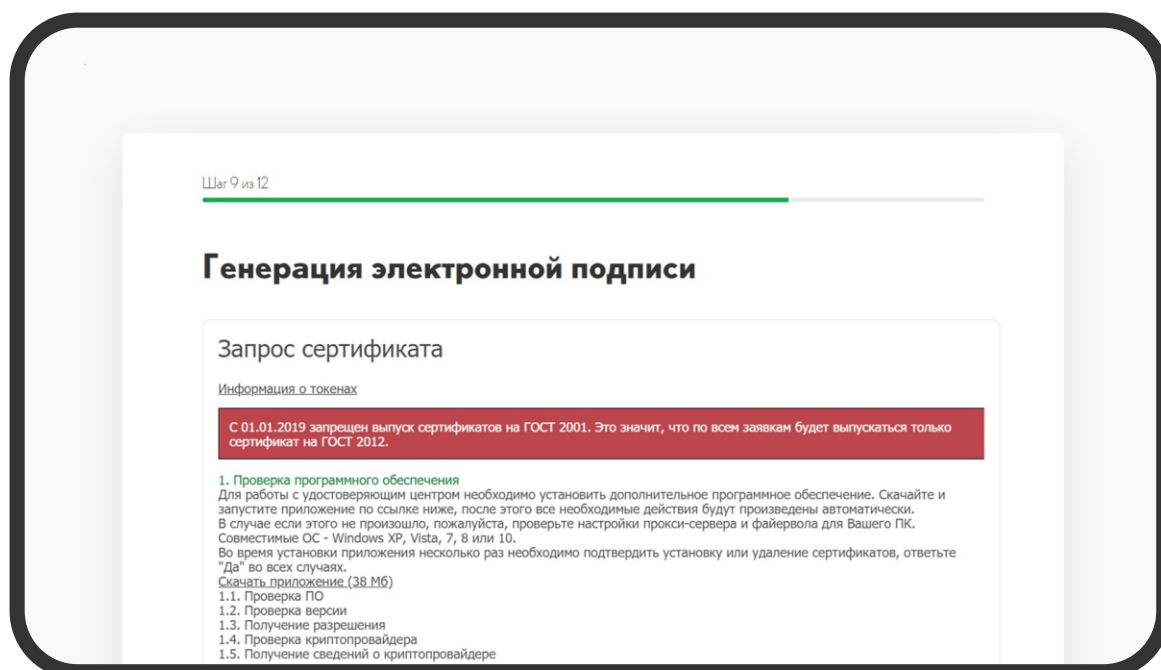 Шаг 9 из 12
Генерация электронной подписи
Запрос сертификата
Информация о токенах
С 01.01.2019 запрещен выпуск сертификатов на ГОСТ 2001. Это значит, что по всем заявкам будет выпускаться только
сертификат на ГОСТ 2012.
1. Проверка программного обеспечения
Для работы с удостоверяющим центром необходимо установить дополнительное программное обеспечение. Скачайте и
запустите приложение по ссылке ниже, после этого все необходимые действия будут произведены автоматически.
В случае если этого не произошло, пожалуйста, проверьте настройки прокси-сервера и файервола для Вашего ПК.
Совместимые ОС - Windows XP, Vista, 7, 8 или 10.
Во время установки приложения несколько раз необходимо подтвердить установку или удаление сертификатов, ответьте
"Да" во всех случаях.
Скачать приложение (38 Мб)
1.1. Проверка ПО
1.2. Проверка версии
1.3. Получение разрешения
1.4. Проверка криптопровайдера
1.5. Получение сведений о криптопровайдере